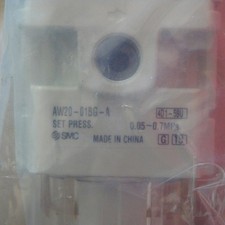 AW20-01BG-A
SET PRESS. 0.05-0.7MPa
SMC MADE IN CHINA